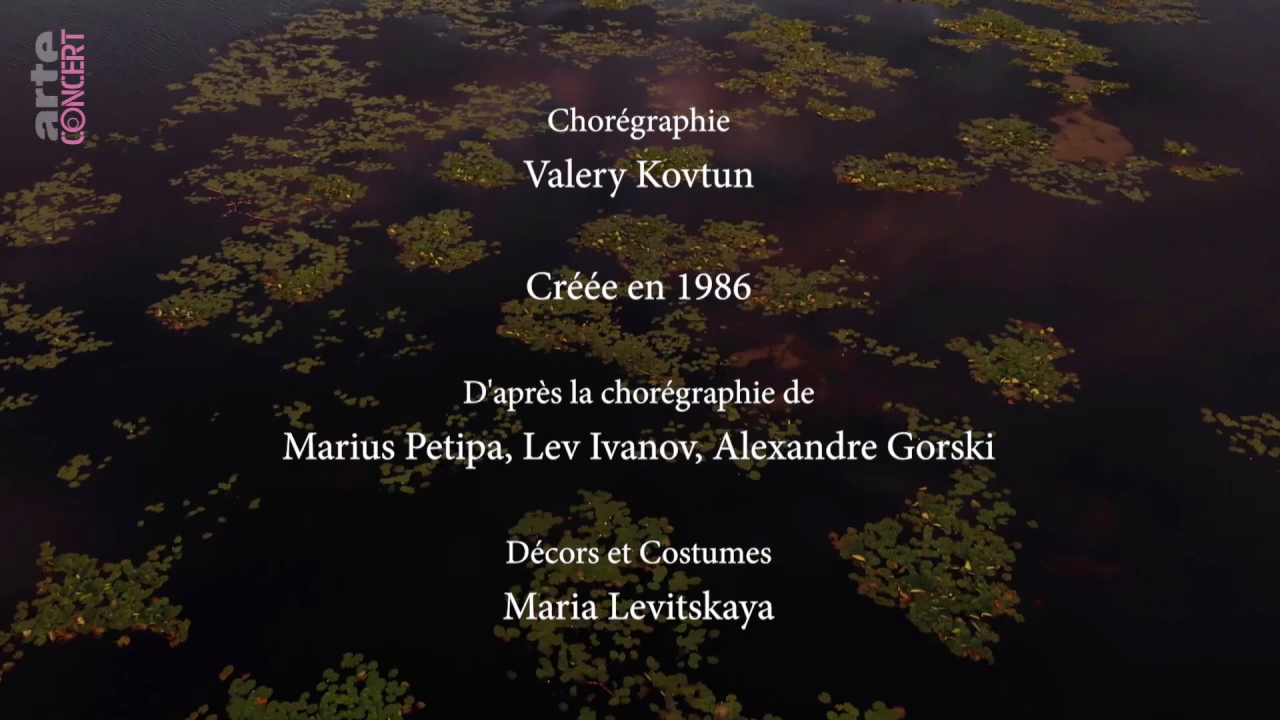 arte
CONCERT
Chorégraphie
Valery Kovtun
Créée en 1986
D'après la chorégraphie de
Marius Petipa, Lev Ivanov, Alexandre Gorski
Décors et Costumes
Maria Levitskaya